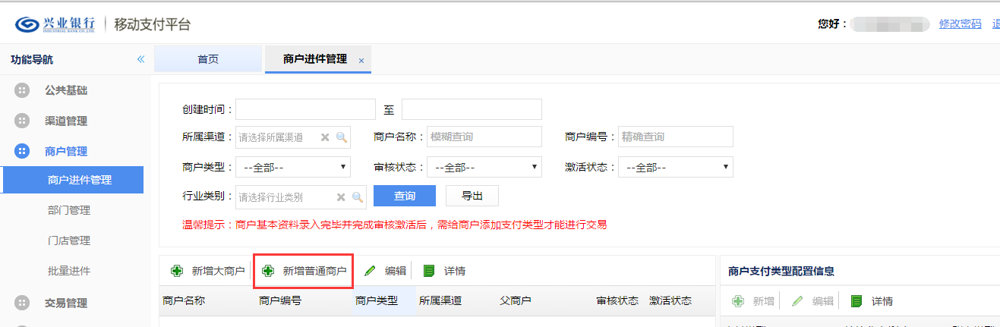 兴业银行 移动支付平台 您好： 修改密码
INDUSTRIAL BANK CO.,LTD.
功能导航 « 首页 商户进件管理 ×
公共基础
渠道管理
商户管理
商户进件管理
部门管理
门店管理
批量进件
交易管理
创建时间： 至
所属渠道： 请选择所属渠道 商户名称： 模糊查询 商户编号： 精确查询
商户类型： --全部-- 审核状态： --全部-- 激活状态： --全部--
行业类别： 请选择行业类别 查询 导出
温馨提示：商户基本资料录入完毕并完成审核激活后，需给商户添加支付类型才能进行交易
新增大商户 新增普通商户 编辑 详情
商户名称 商户编号 商户类型 所属渠道 父商户 审核状态 激活状态
商户支付类型配置信息
新增 编辑 详情